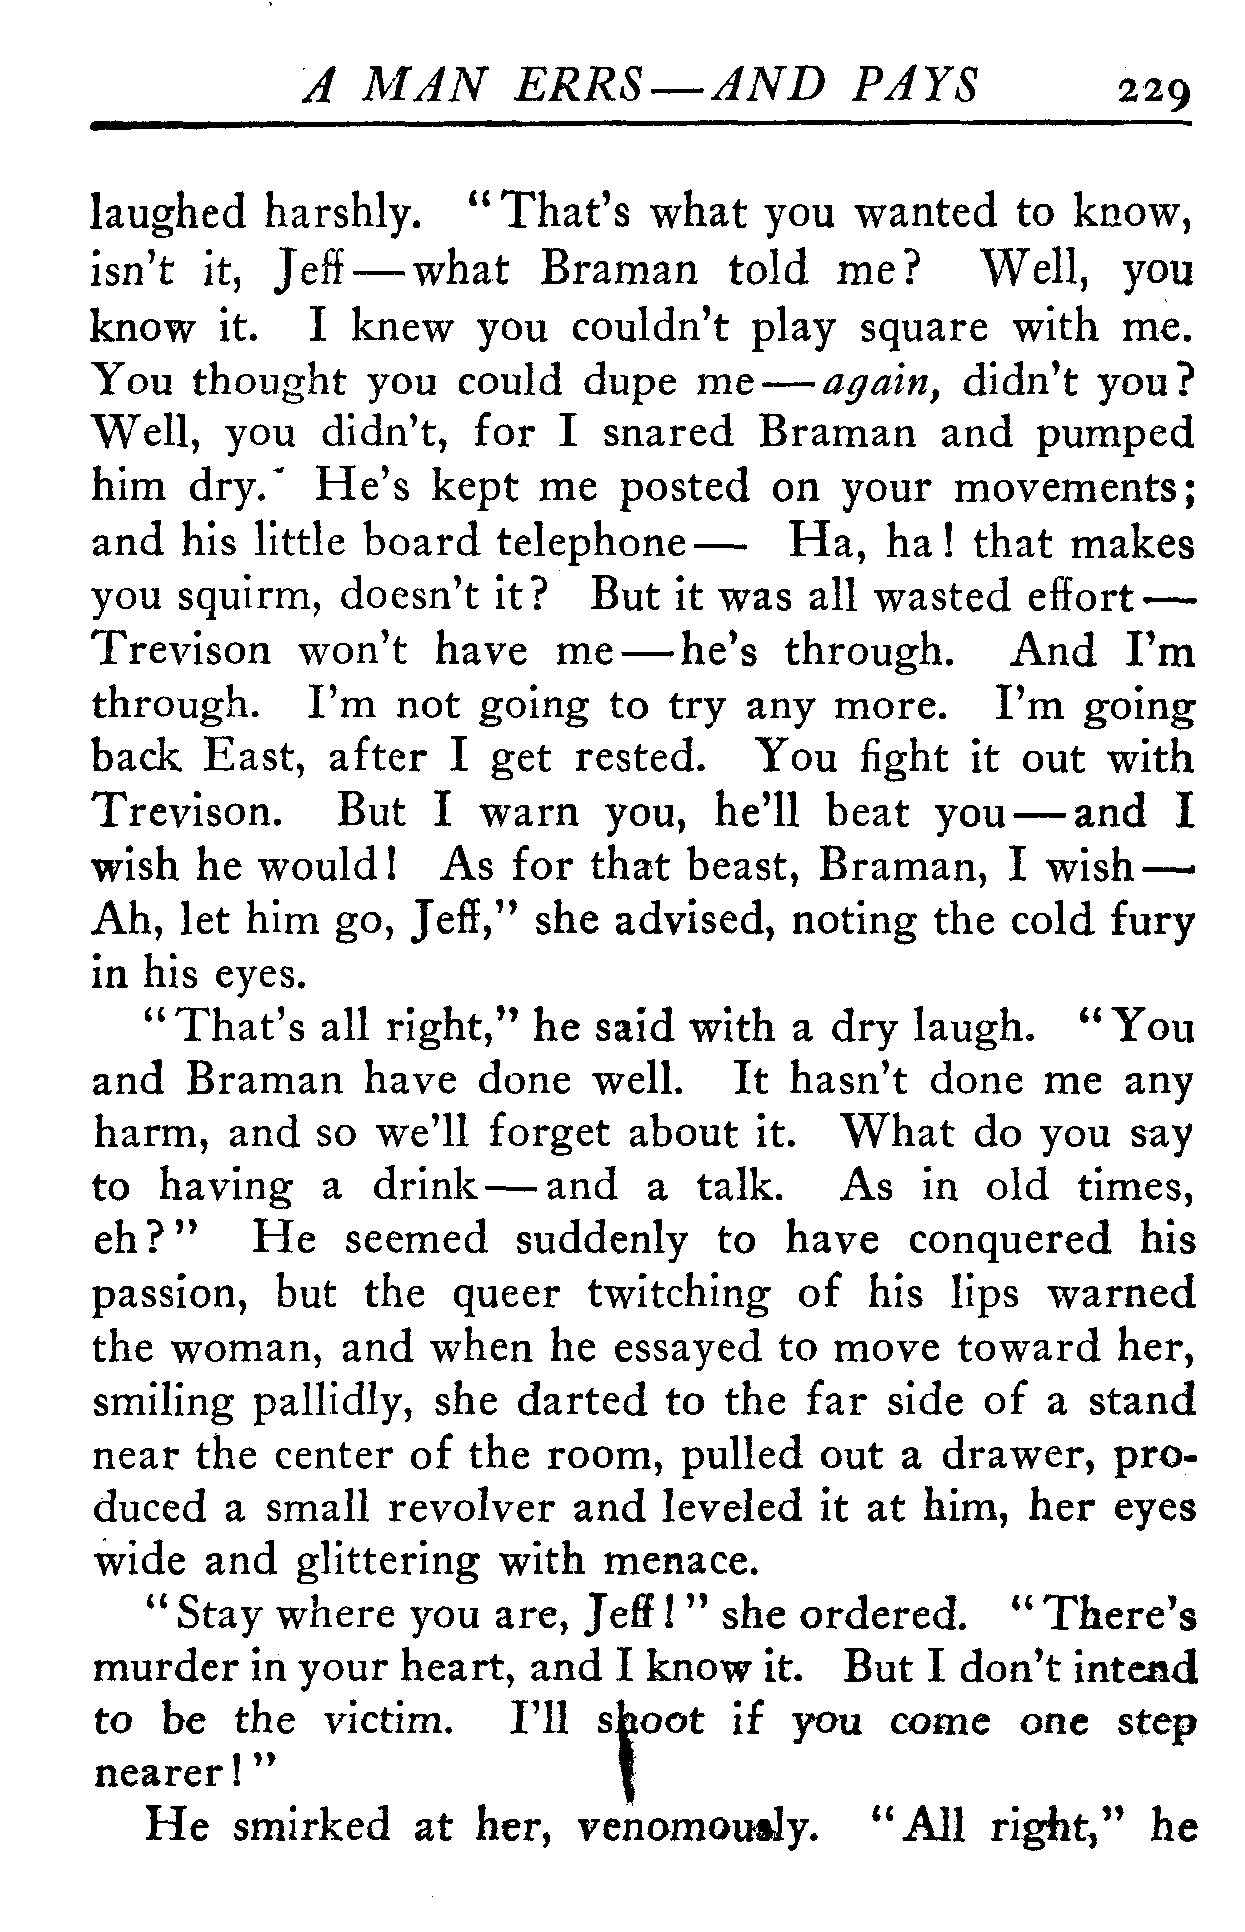 A MAN ERRS—AND PAYS 229
laughed harshly. "That's what you wanted to know,
isn't it, Jeff—what Braman told me? Well, you
know it. I knew you couldn't play square with me.
You thought you could dupe me—again, didn't you?
Well, you didn't, for I snared Braman and pumped
him dry. He's kept me posted on your movements;
and his little board telephone— Ha, ha! that makes
you squirm, doesn't it? But it was all wasted effort—
Trevison won't have me—he's through. And I'm
through. I'm not going to try any more. I'm going
back East, after I get rested. You fight it out with
Trevison. But I warn you, he'll beat you—and I
wish he would! As for that beast, Braman, I wish—
Ah, let him go, Jeff," she advised, noting the cold fury
in his eyes.
"That's all right," he said with a dry laugh. "You
and Braman have done well. It hasn't done me any
harm, and so we'll forget about it. What do you say
to having a drink—and a talk. As in old times,
eh?" He seemed suddenly to have conquered his
passion, but the queer twitching of his lips warned
the woman, and when he essayed to move toward her,
smiling pallidly, she darted to the far side of a stand
near the center of the room, pulled out a drawer, pro-
duced a small revolver and leveled it at him, her eyes
wide and glittering with menace.
"Stay where you are, Jeff!" she ordered. "There's
murder in your heart, and I know it. But I don't intend
to be the victim. I'll shoot if you come one step
nearer!"
He smirked at her, venomously. "All right," he